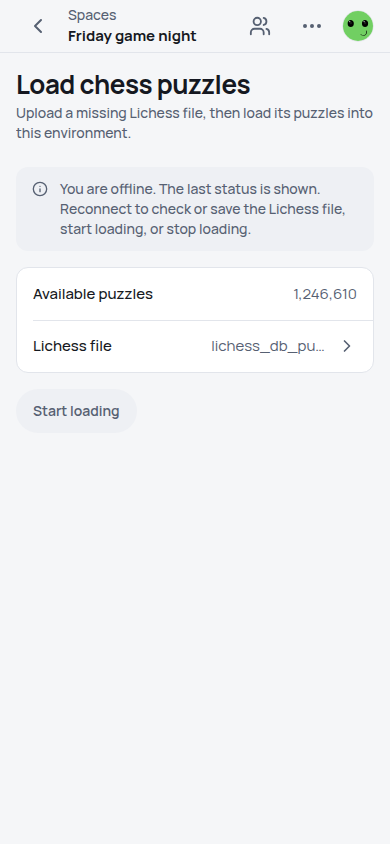 Spaces
Friday game night
Load chess puzzles
Upload a missing Lichess file, then load its puzzles into
this environment.
You are offline. The last status is shown.
Reconnect to check or save the Lichess file,
start loading, or stop loading.
Available puzzles 1,246,610
Lichess file lichess_db_pu...
Start loading